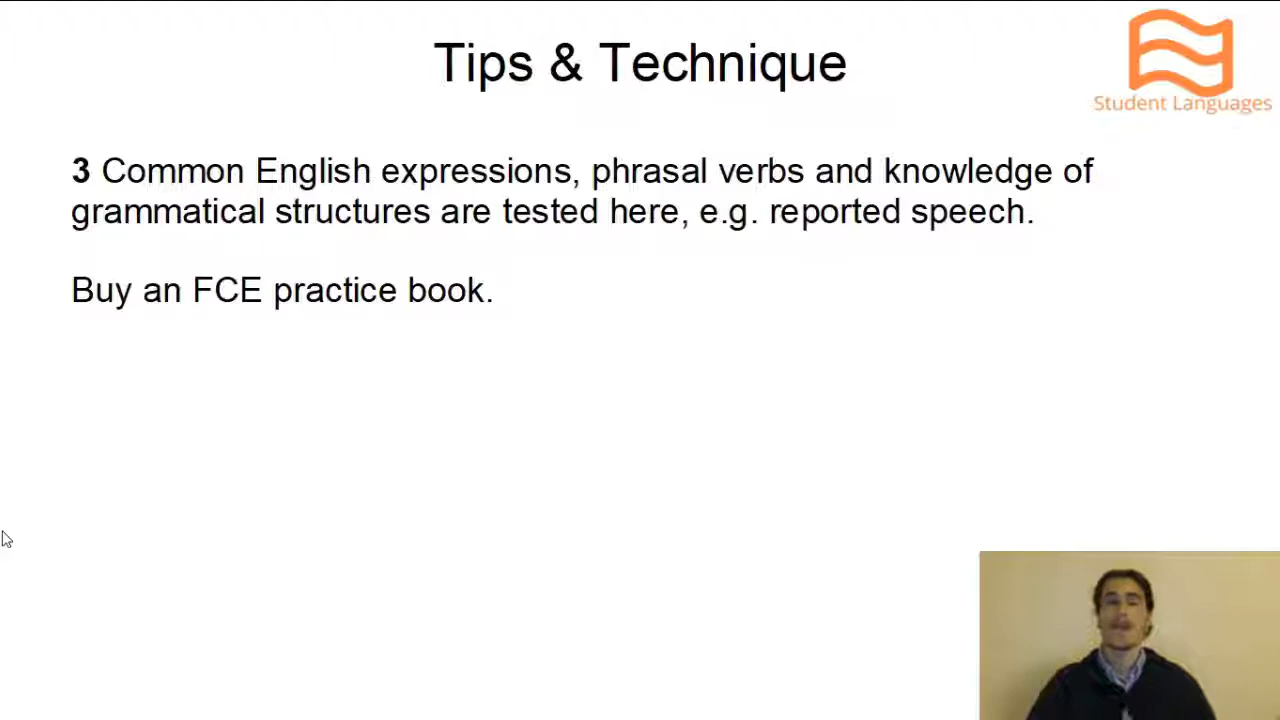 Tips & Technique
Student Languages
3 Common English expressions, phrasal verbs and knowledge of
grammatical structures are tested here, e.g. reported speech.
Buy an FCE practice book.